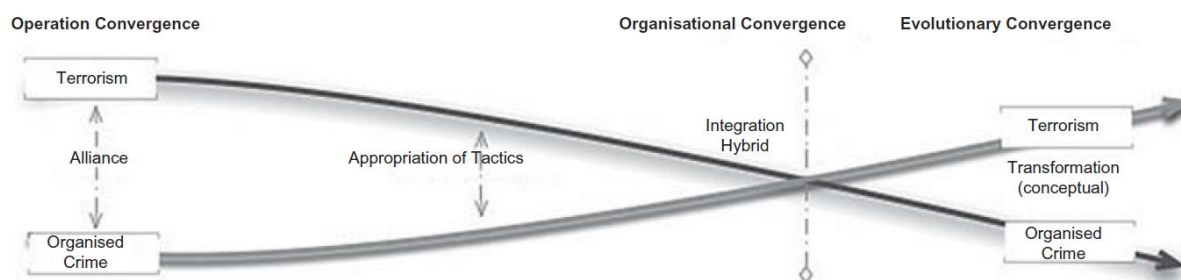 Operation Convergence
Organisational Convergence
Evolutionary Convergence
Terrorism
Alliance
Organised
Crime
Appropriation of Tactics
Integration
Hybrid
Terrorism
Transformation
(conceptual)
Organised
Crime